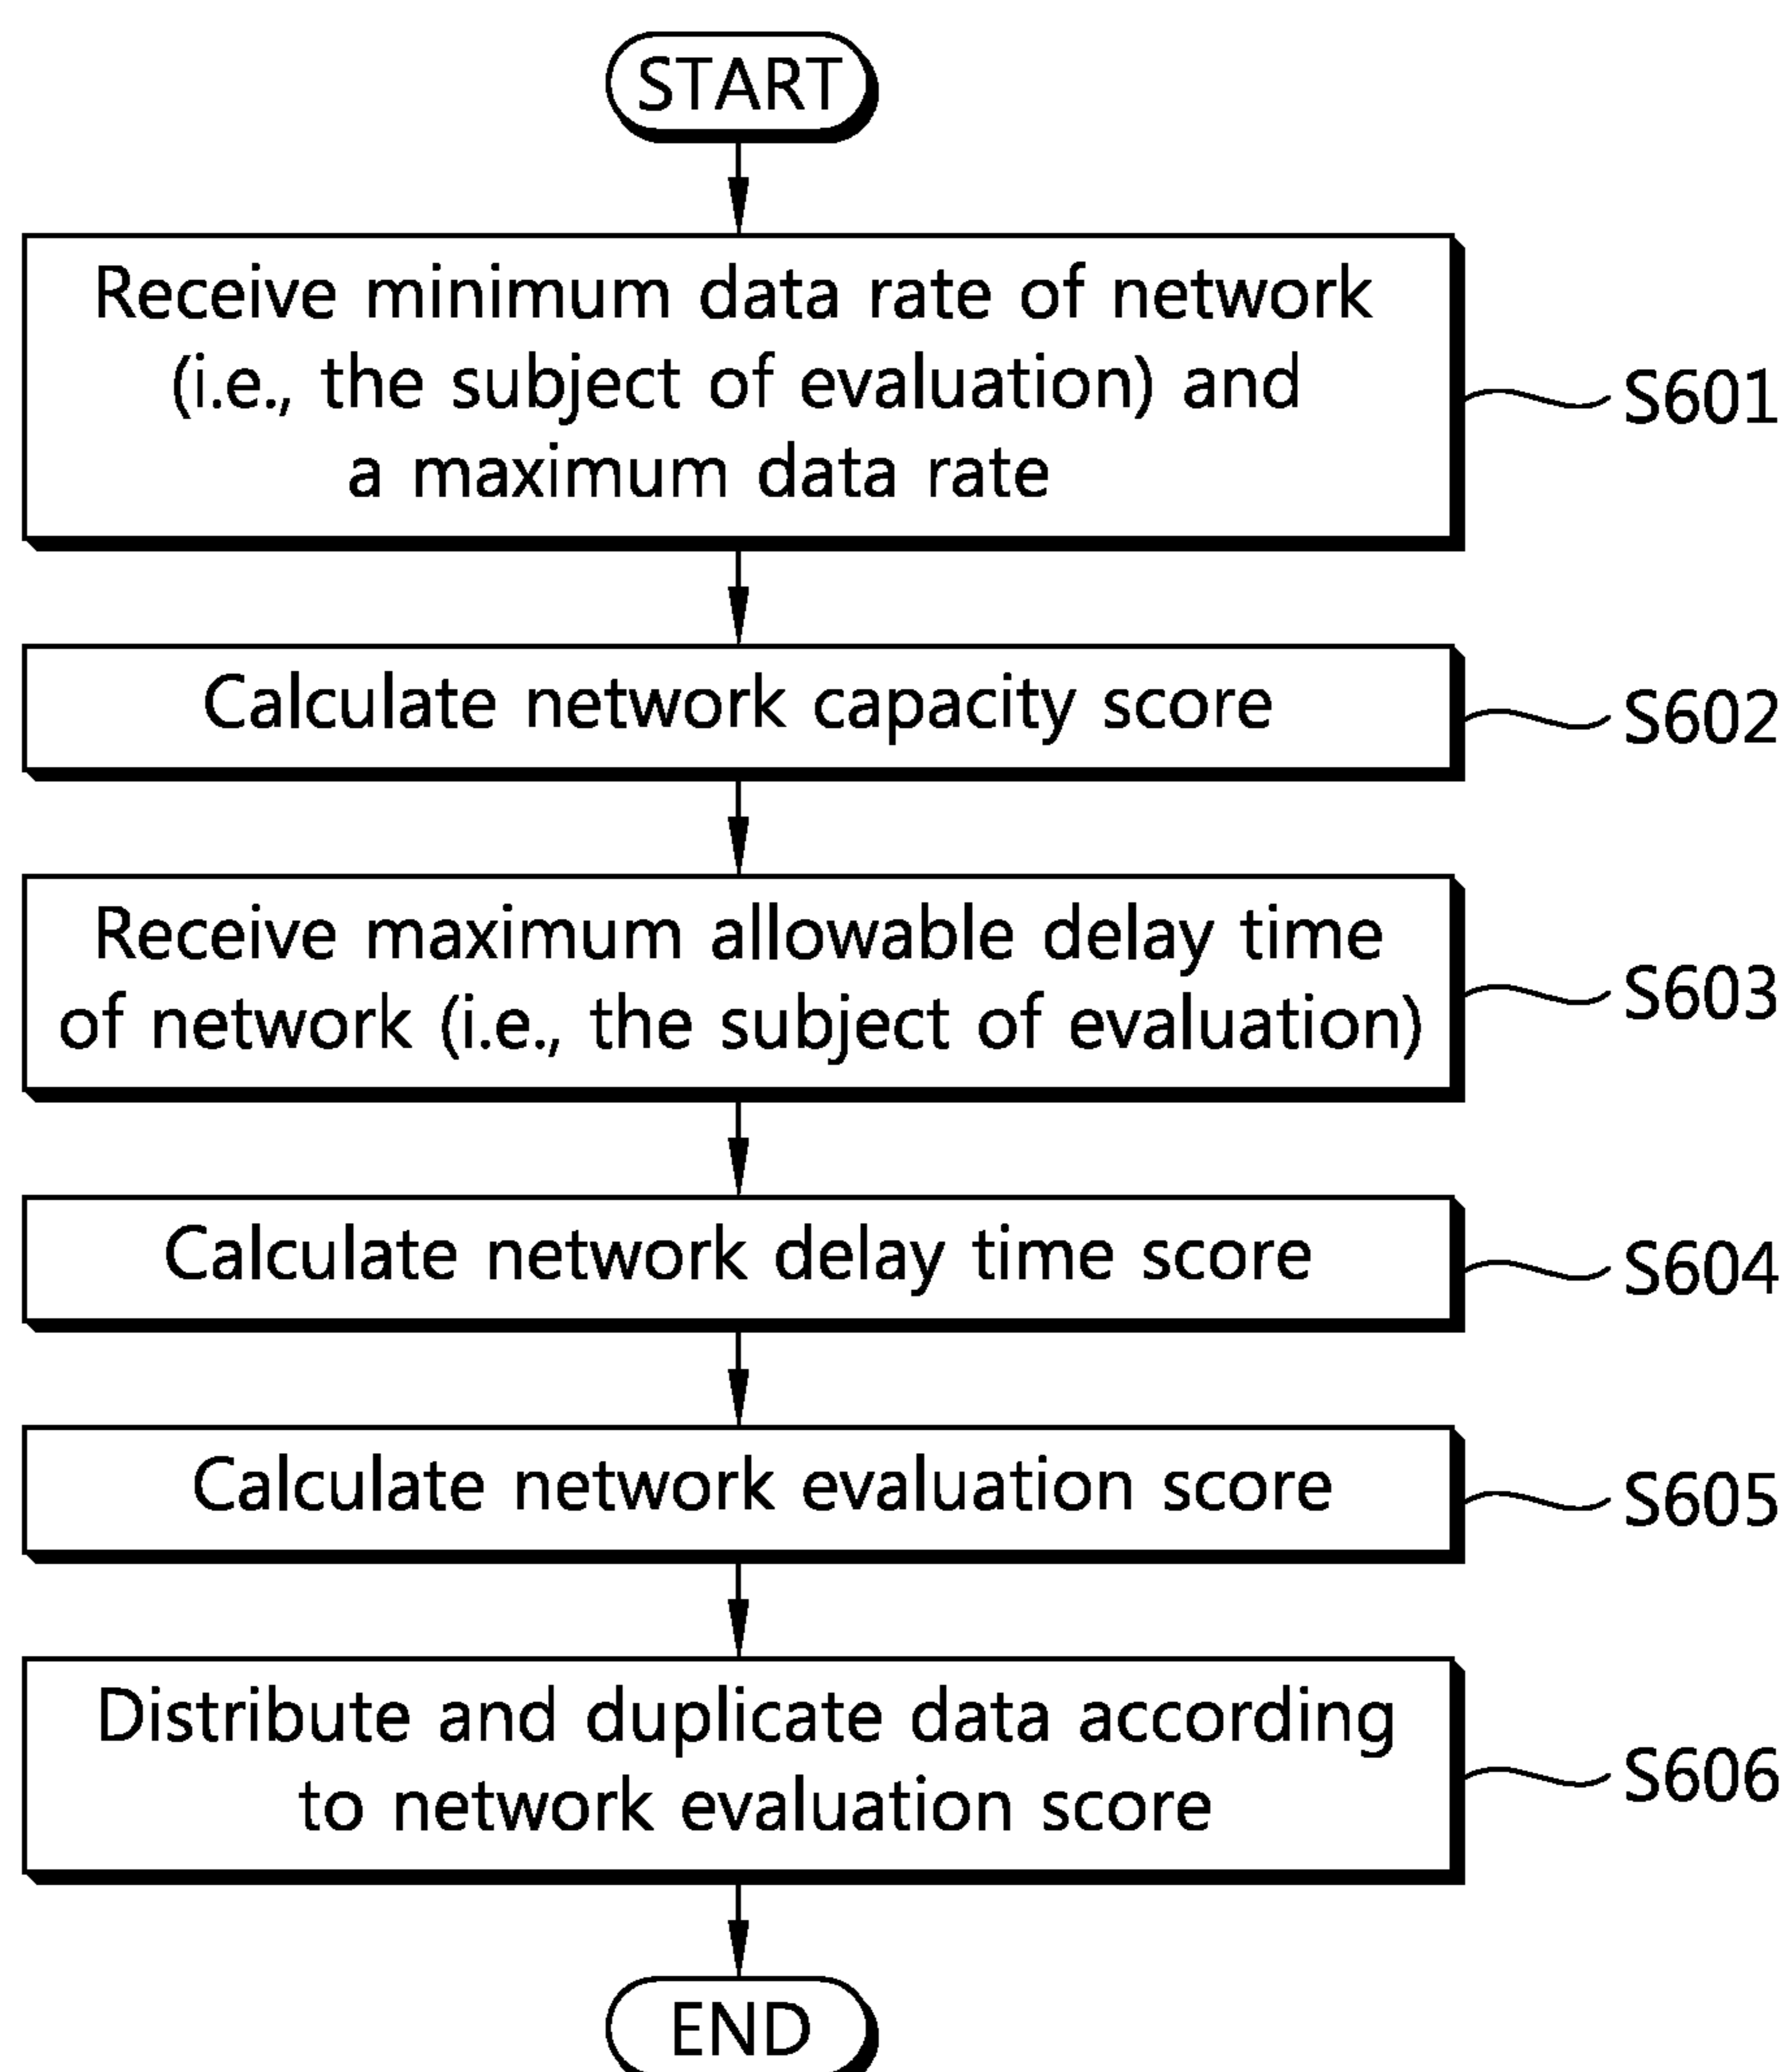 START
Receive minimum data rate of network
(i.e., the subject of evaluation) and
a maximum data rate
S601
Calculate network capacity score
S602
Receive maximum allowable delay time
of network (i.e., the subject of evaluation)
S603
Calculate network delay time score
S604
Calculate network evaluation score
S605
Distribute and duplicate data according
to network evaluation score
S606
END